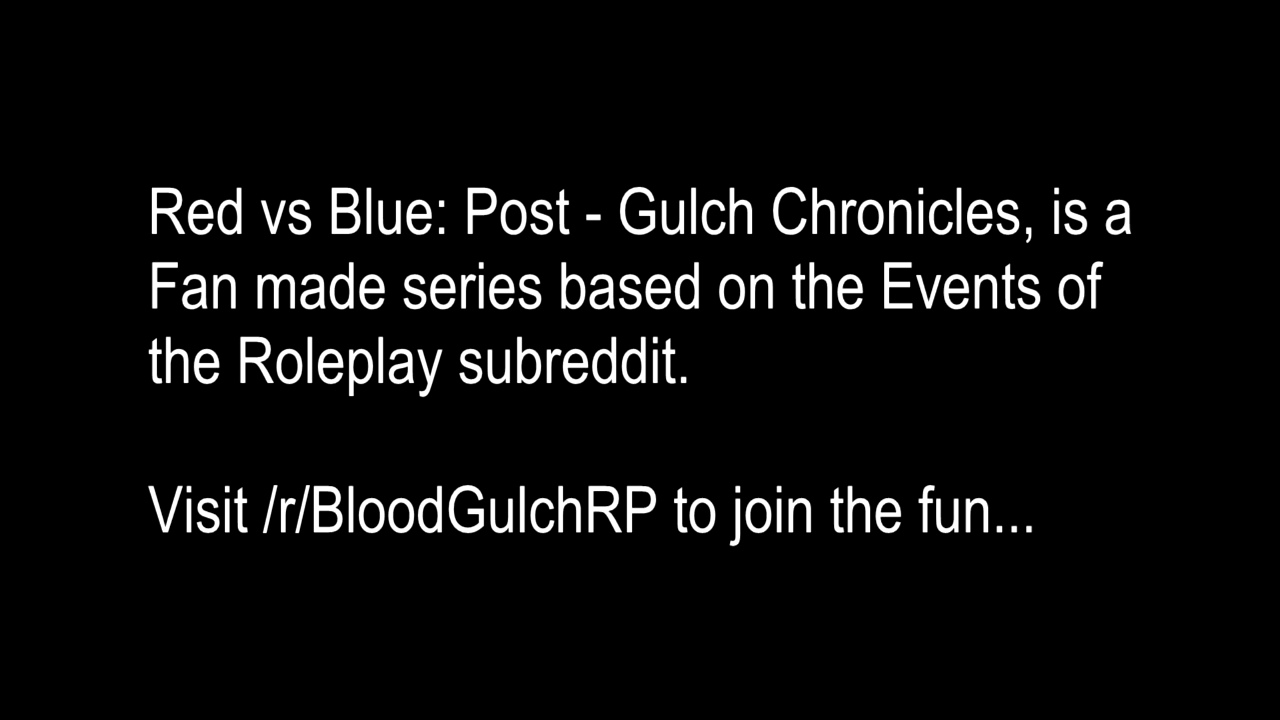 Red vs Blue: Post - Gulch Chronicles, is a
Fan made series based on the Events of
the Roleplay subreddit.
Visit /r/BloodGulchRP to join the fun...